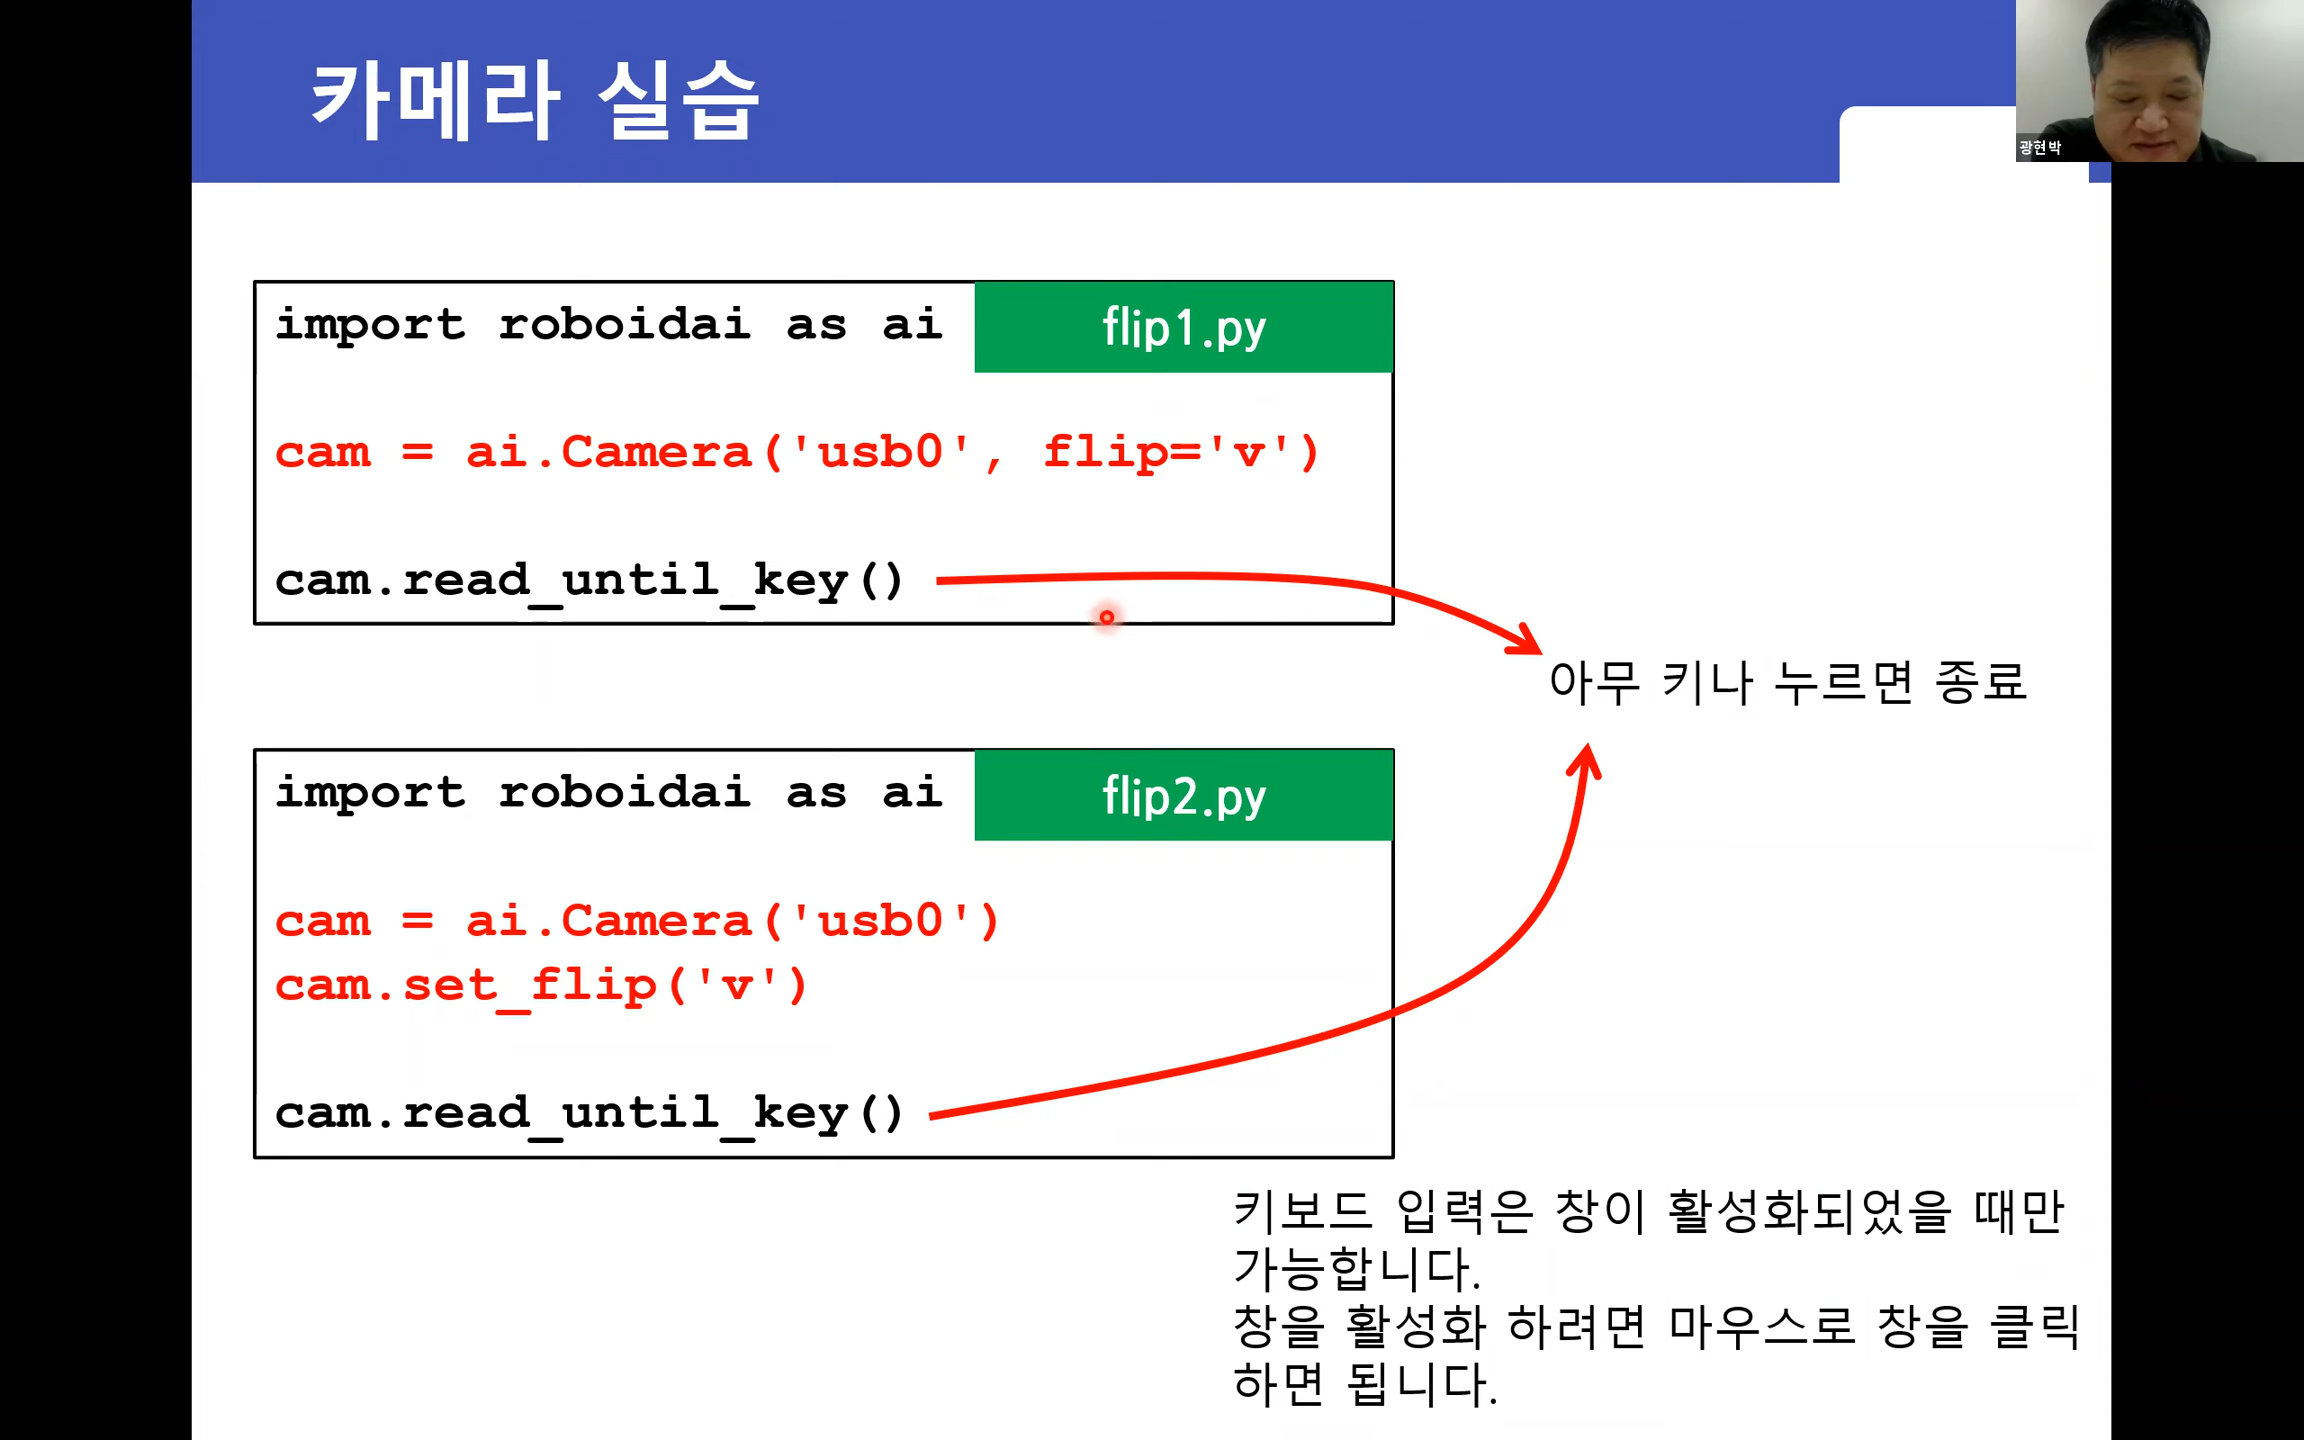 카메라 실습
광현박
import roboidai as ai
flip1.py
cam = ai.Camera('usb0', flip='v')
cam.read_until_key()
아무 키나 누르면 종료
import roboidai as ai
flip2.py
cam = ai.Camera('usb0')
cam.set_flip('v')
cam.read_until_key()
키보드 입력은 창이 활성화되었을 때만
가능합니다.
창을 활성화 하려면 마우스로 창을 클릭
하면 됩니다.